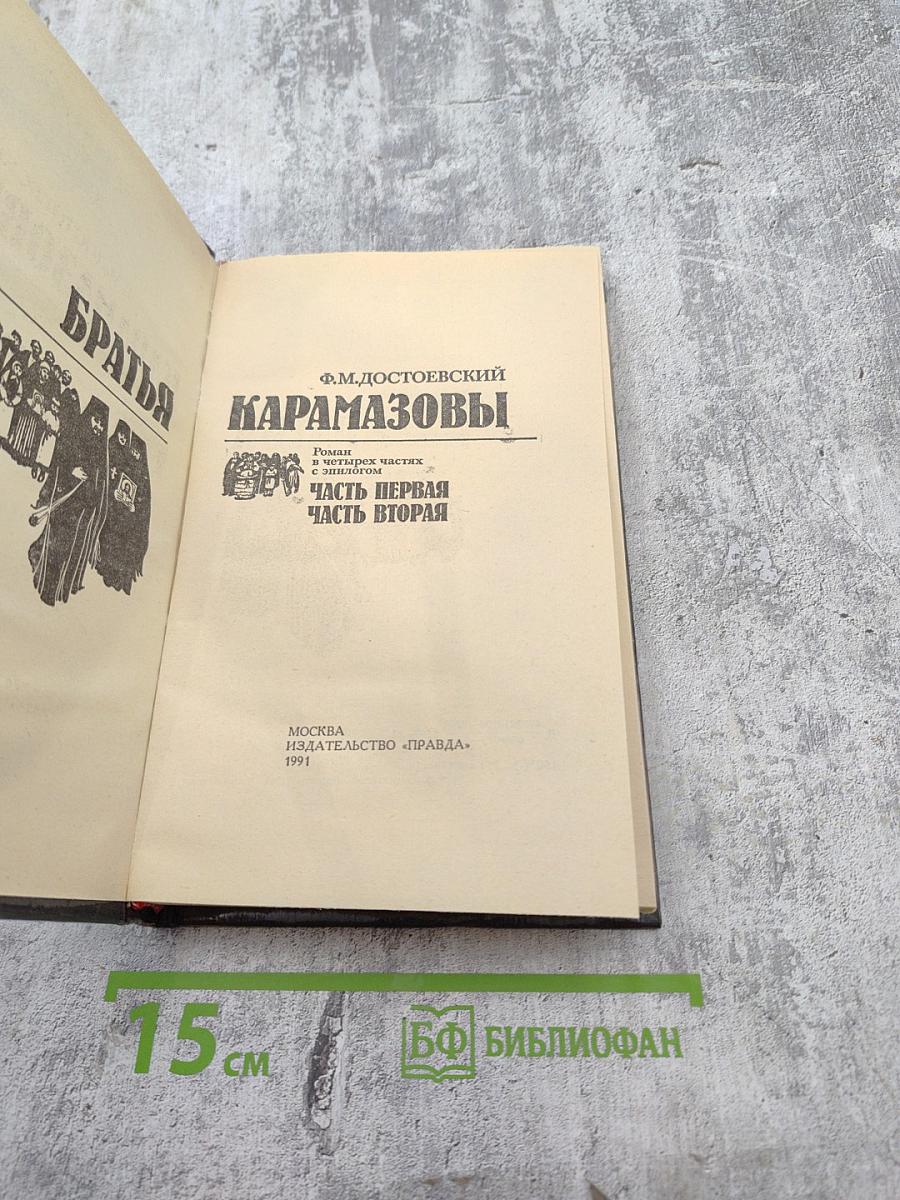 БРАТЬЯ
Ф.М.ДОСТОЕВСКИЙ
КАРАМАЗОВЫ
Роман
в четырех частях
с эпилогом
ЧАСТЬ ПЕРВАЯ
ЧАСТЬ ВТОРАЯ
МОСКВА
ИЗДАТЕЛЬСТВО «ПРАВДА»
1991
15 см
БФ БИБЛИОФАН